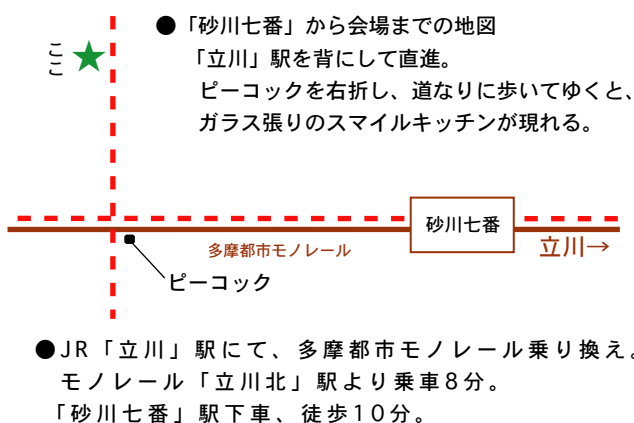 ●「砂川七番」から会場までの地図
「立川」駅を背にして直進。
ピーコックを右折し、道なりに歩いてゆくと、
ガラス張りのスマイルキッチンが現れる。
ここ
砂川七番
多摩都市モノレール
立川→
ピーコック
●JR「立川」駅にて、多摩都市モノレール乗り換え。
モノレール「立川北」駅より乗車8分。
「砂川七番」駅下車、徒歩10分。